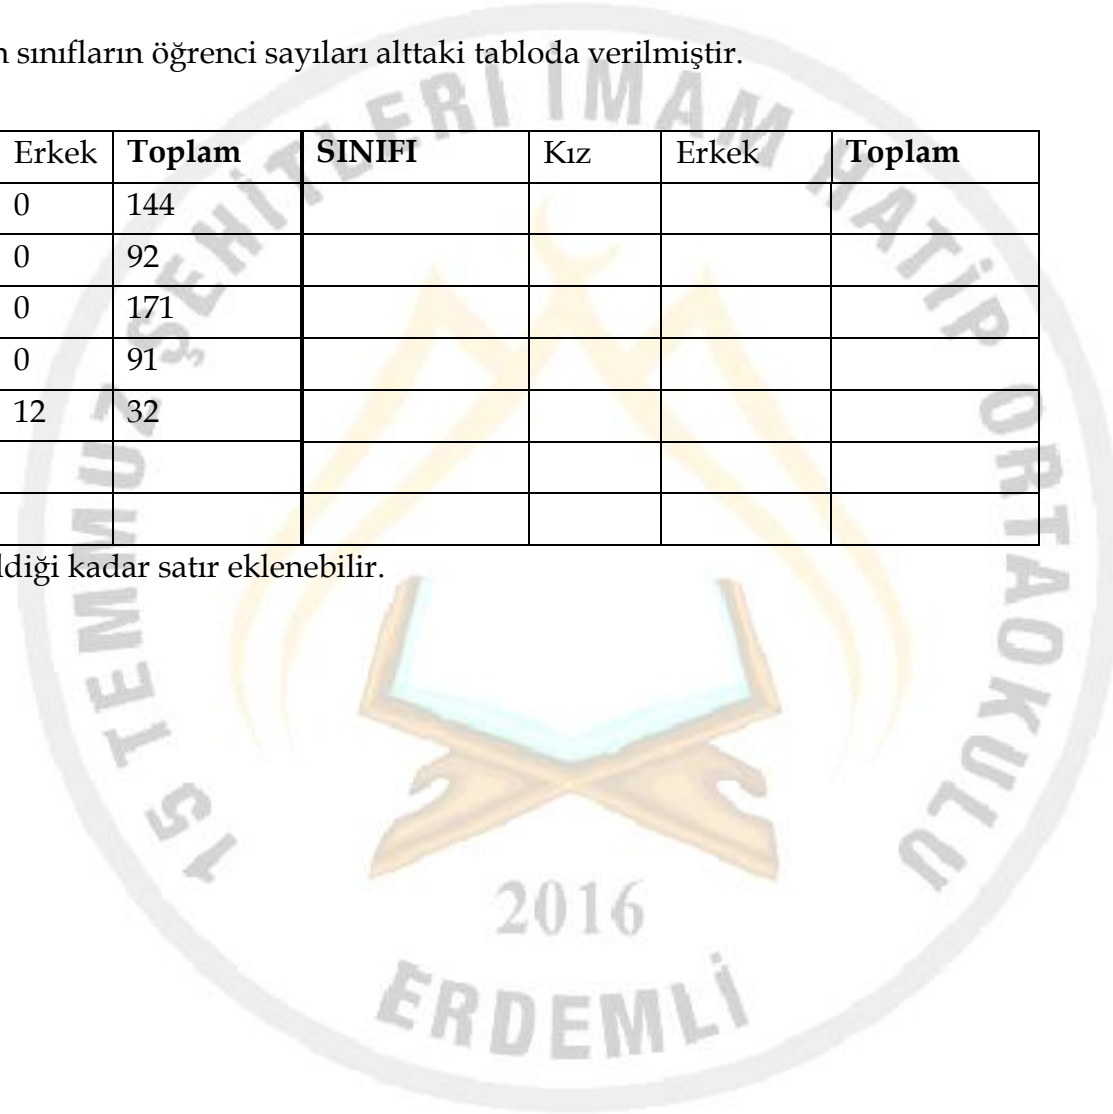 sınıfların öğrenci sayıları alttaki tabloda verilmiştir.
Erkek Toplam SINIFI Kız Erkek Toplam
0 144
0 92
0 171
0 91
12 32
kadar satır eklenebilir.
15 TEMMUZ ŞEHİTLERİ İMAM HATİP ORTAOKULU
2016
ERDEMLİ